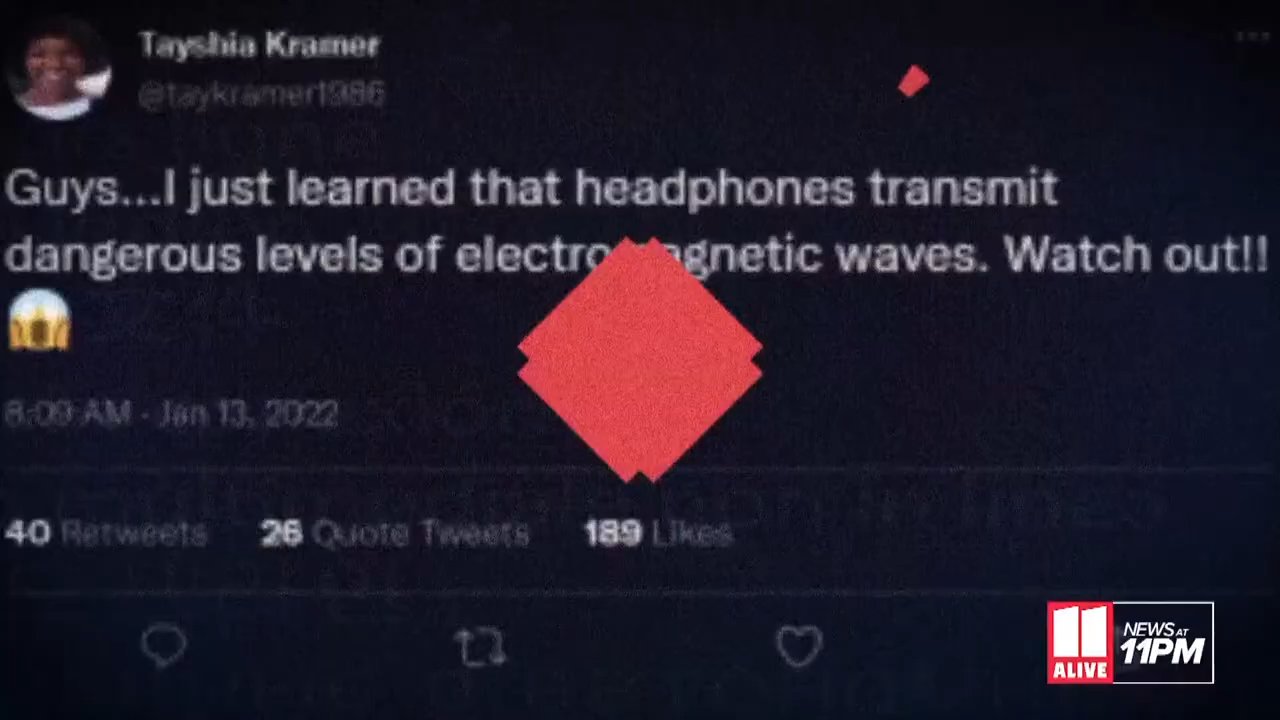 Tayshia Kramer
@taykramer1986
Guys...I just learned that headphones transmit
dangerous levels of electro agnetic waves. Watch out!!
8:09 AM · Jan 13, 2022
40 Retweets 26 Quote Tweets 189 Likes
11 ALIVE
NEWS AT
11PM